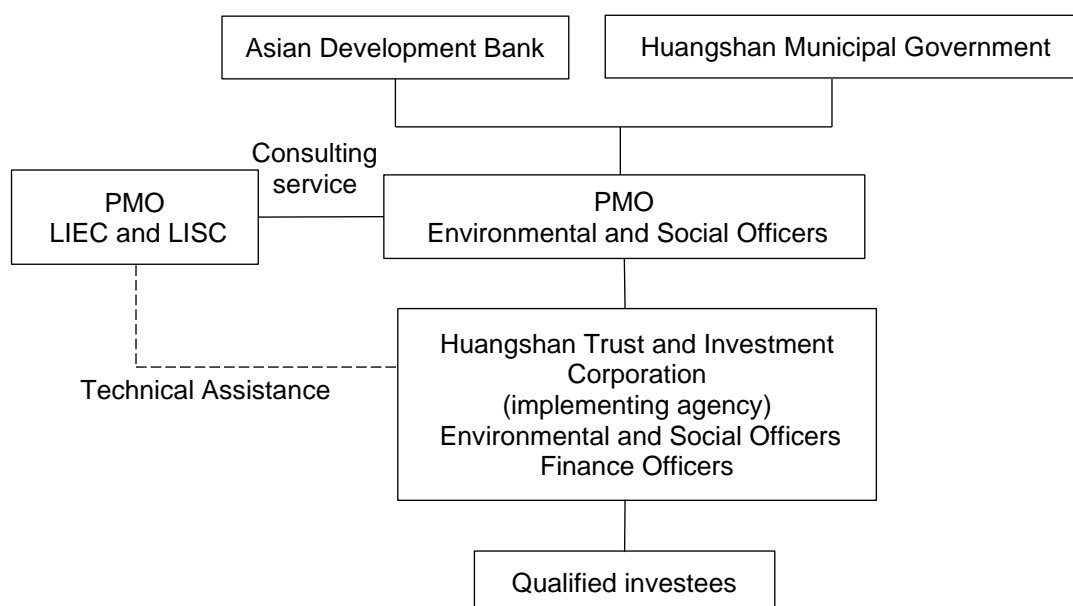 Asian Development Bank
Huangshan Municipal Government
Consulting
service
PMO
LIEC and LISC
PMO
Environmental and Social Officers
Huangshan Trust and Investment
Corporation
(implementing agency)
Environmental and Social Officers
Finance Officers
Technical Assistance
Qualified investees